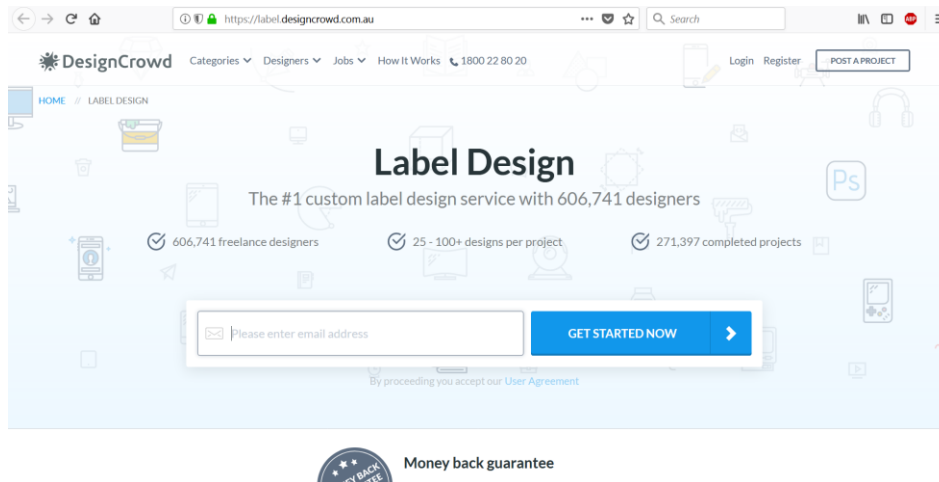 https://label.designcrowd.com.au
Search
ABP
DesignCrowd
Categories
Designers
Jobs
How It Works
1800 22 80 20
Login
Register
POST A PROJECT
HOME // LABEL DESIGN
Label Design
The #1 custom label design service with 606,741 designers
Ps
606,741 freelance designers
25 - 100+ designs per project
271,397 completed projects
Please enter email address
GET STARTED NOW
By proceeding you accept our User Agreement
Money back guarantee
BACK